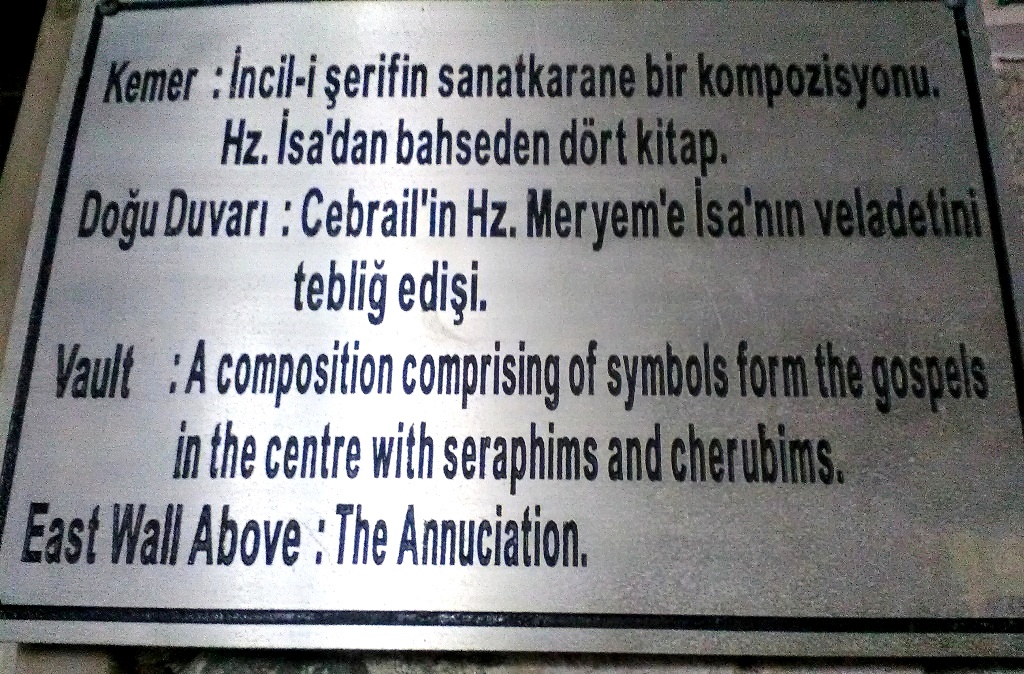 Kemer : İncil-i şerifin sanatkarane bir kompozisyonu.
Hz. İsa'dan bahseden dört kitap.
Doğu Duvarı : Cebrail'in Hz. Meryem'e İsa'nın veladetini
tebliğ edişi.
Vault : A composition comprising of symbols form the gospels
in the centre with seraphims and cherubims.
East Wall Above : The Annuciation.